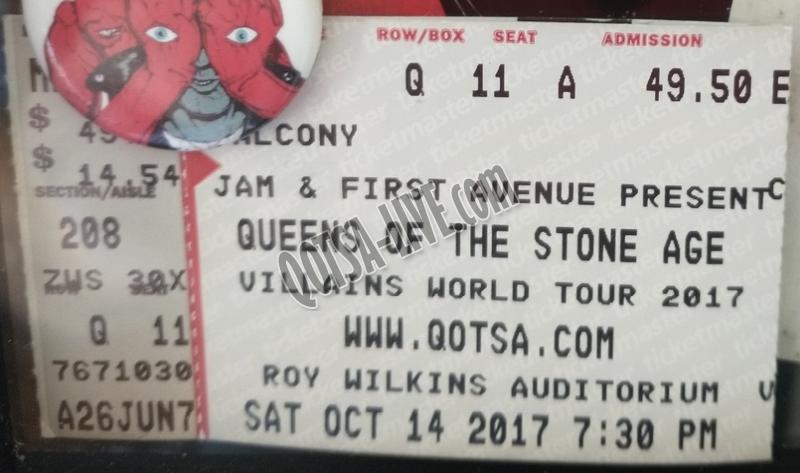 ROW/BOX SEAT ADMISSION
Q 11 A 49.50 E
$
$ 14.54
ALCONY
SECTION/AISLE
JAM & FIRST AVENUE PRESENT
208
QUEENS OF THE STONE AGE
ZWS 30X
VILLAINS WORLD TOUR 2017
Q 11
WWW.QOTSA.COM
7671030
ROY WILKINS AUDITORIUM
A26JUN7
SAT OCT 14 2017 7:30 PM
QOTSA-LIVE.com
ticketmaster